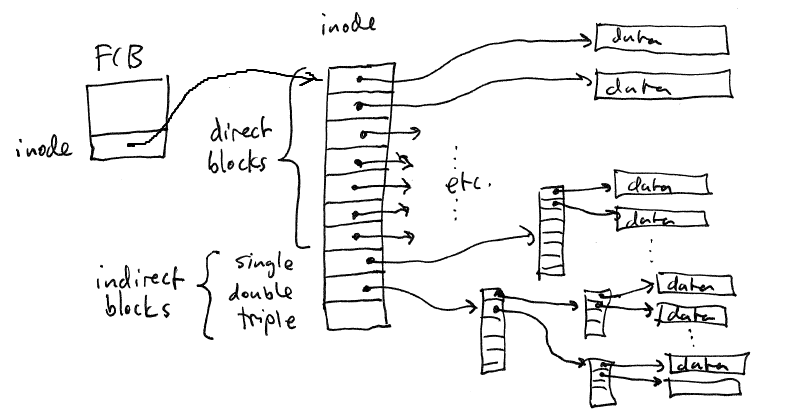 inode
FCB
data
data
inode
direct
blocks
etc.
data
data
indirect
blocks
single
double
triple
data
data
data